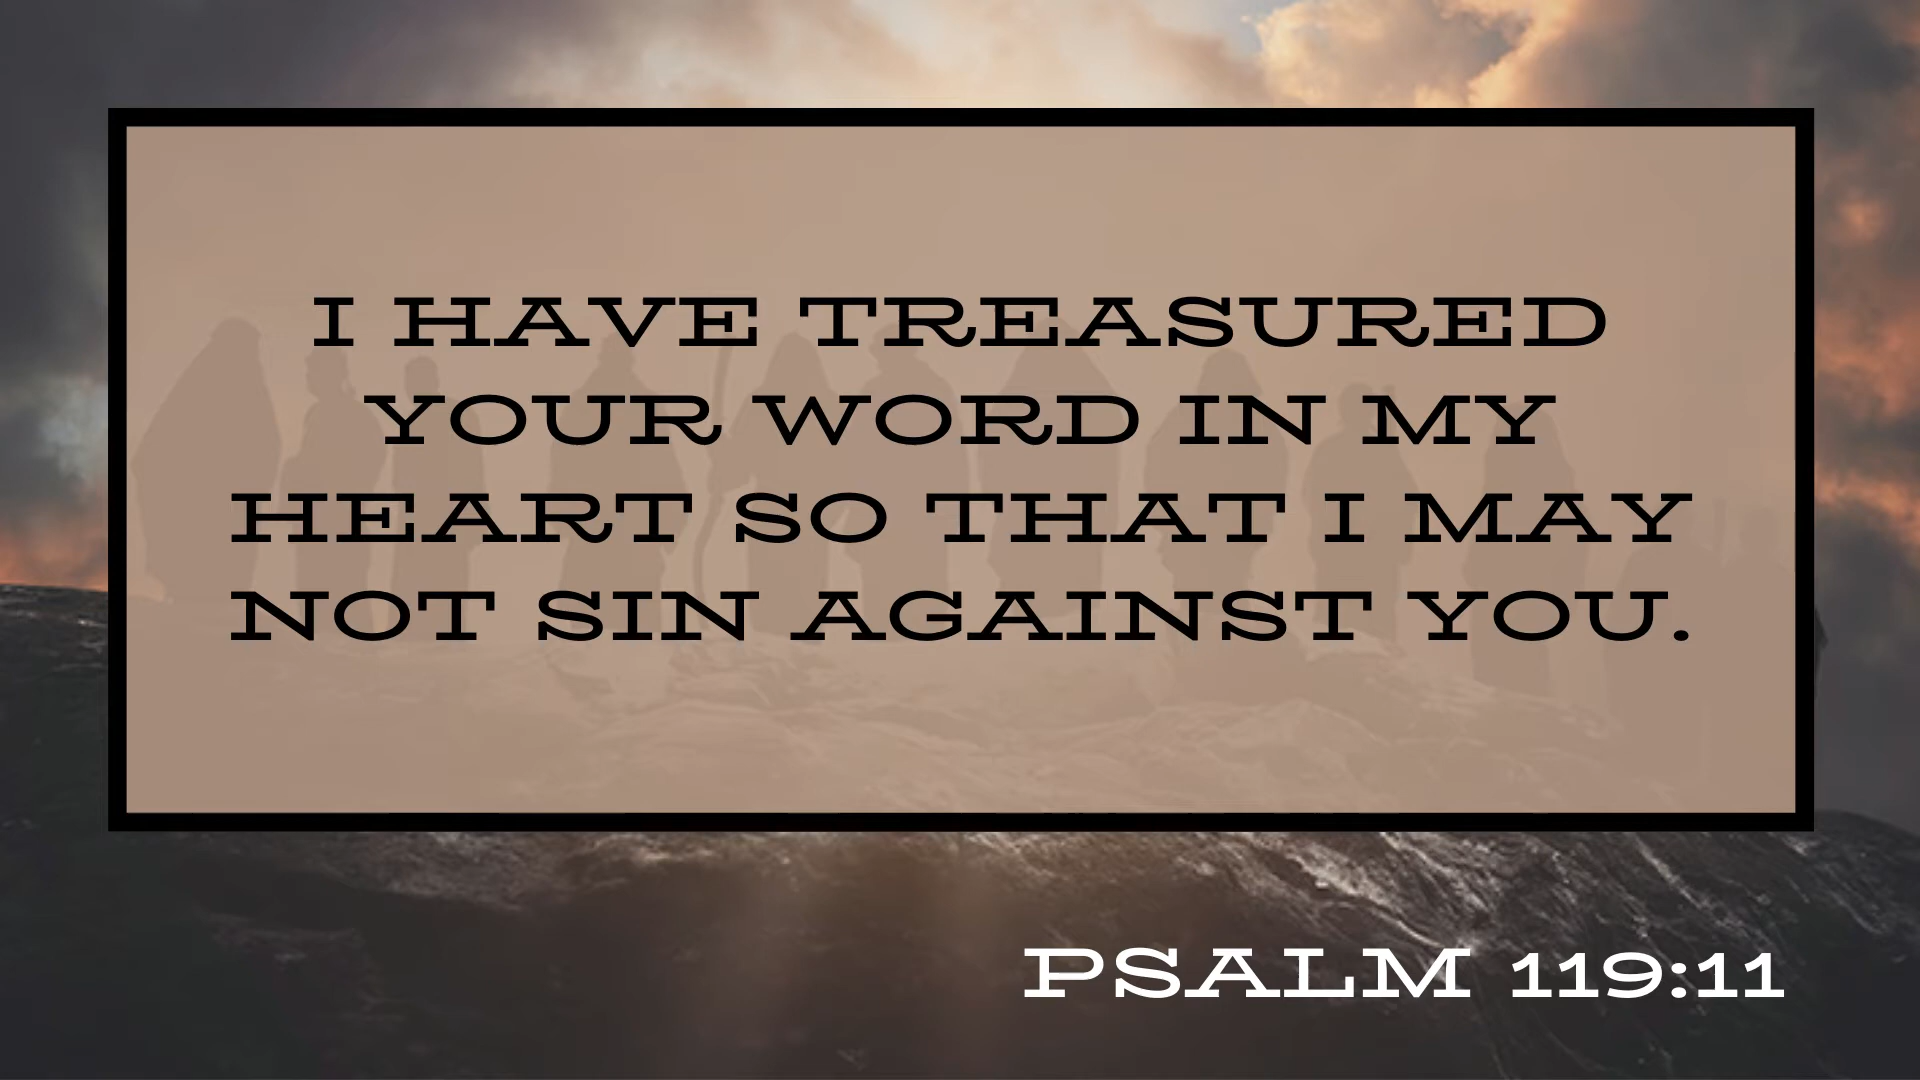 I HAVE TREASURED
YOUR WORD IN MY
HEART SO THAT I MAY
NOT SIN AGAINST YOU.
PSALM 119:11